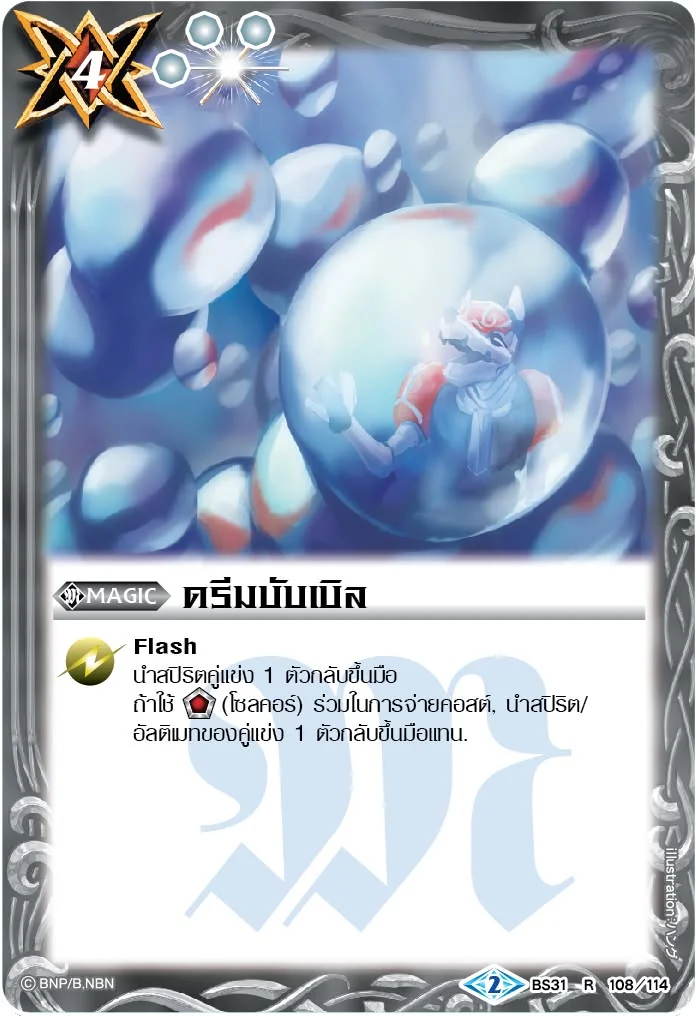 4
MAGIC ดรีมบับเบิล
Flash
นำสปิริตคู่แข่ง 1 ตัวกลับขึ้นมือ
ถ้าใช้ (โซลคอร์) ร่วมในการจ่ายคอสต์, นำสปิริต/
อัลติเมทของคู่แข่ง 1 ตัวกลับขึ้นมือแทน.
illustration:ハング
© BNP/B,NBN
2 BS31 R 108/114